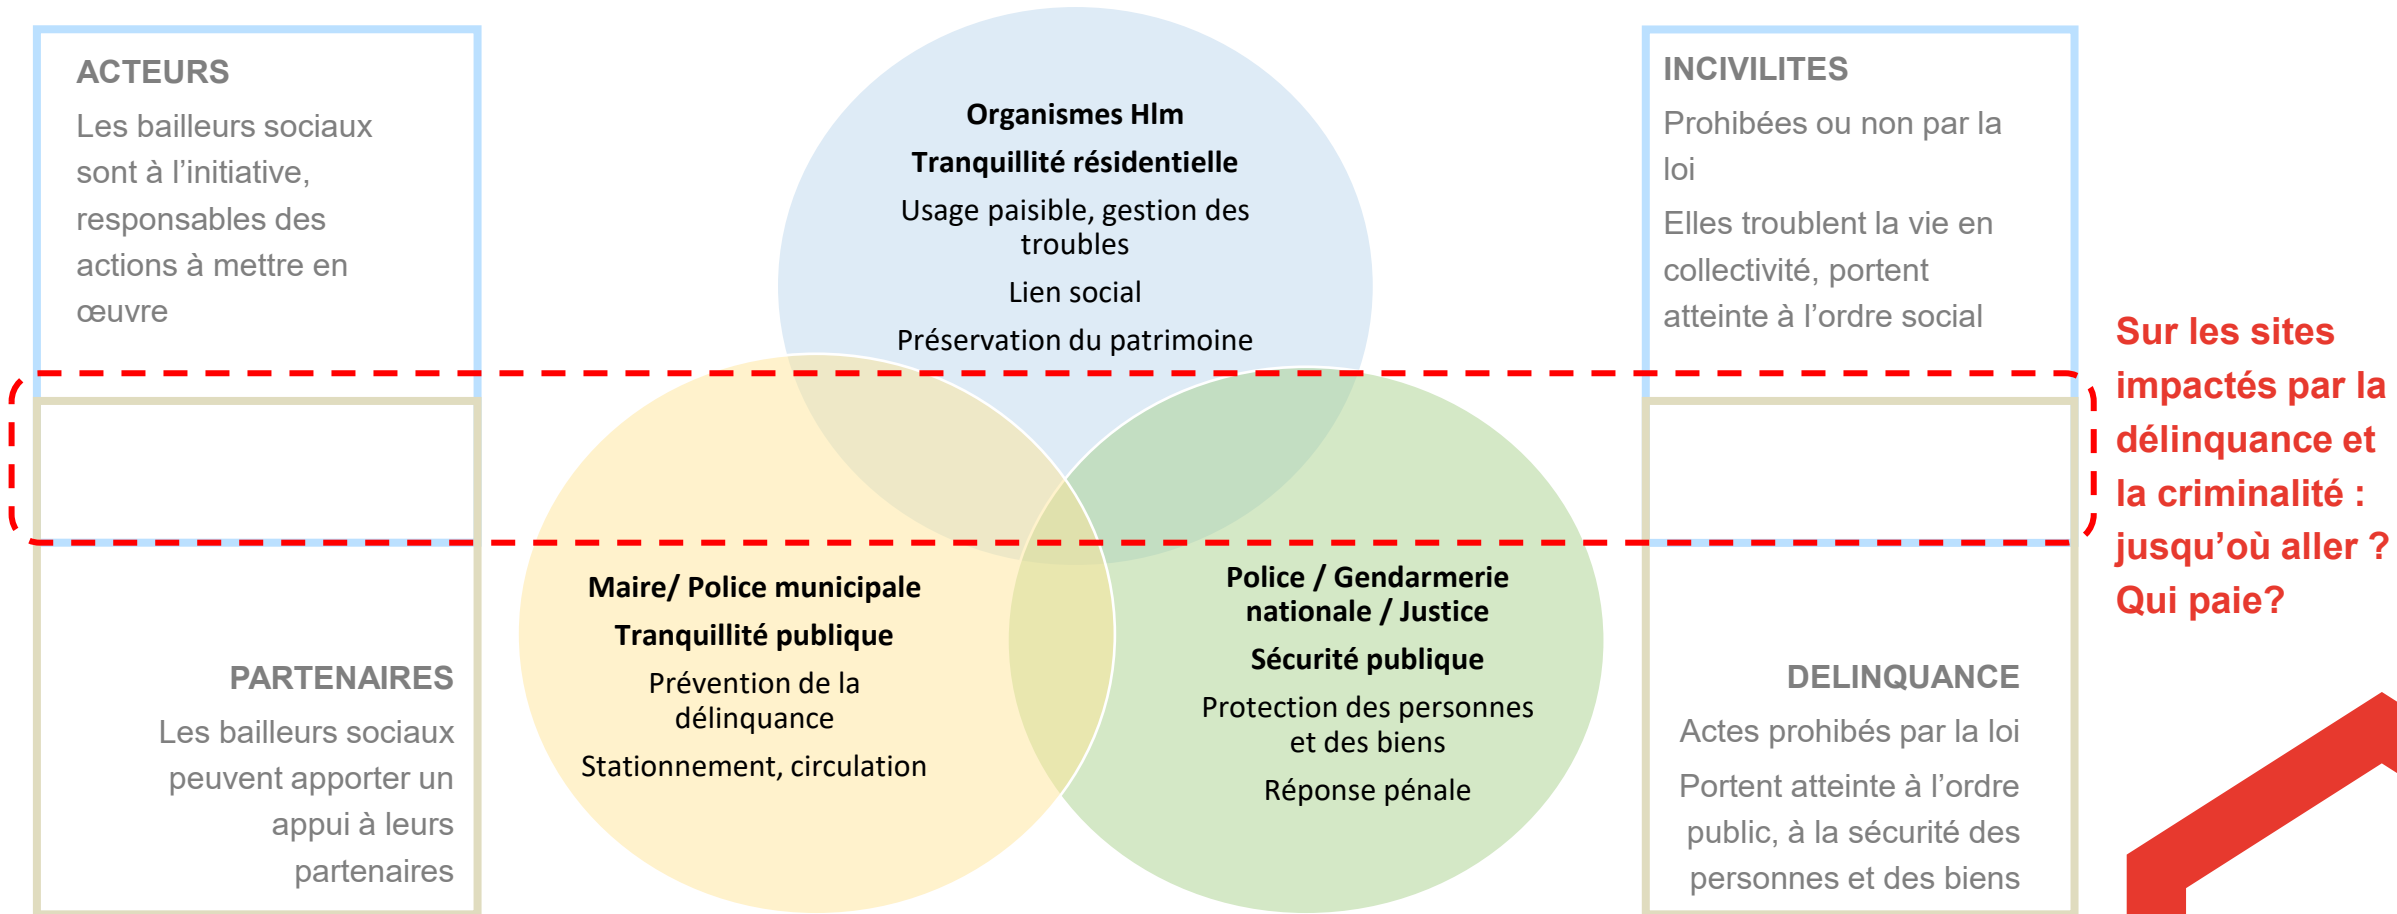 ACTEURS
Les bailleurs sociaux
sont à l’initiative,
responsables des
actions à mettre en
œuvre
Organismes Hlm
Tranquillité résidentielle
Usage paisible, gestion des
troubles
Lien social
Préservation du patrimoine
INCIVILITES
Prohibées ou non par la
loi
Elles troublent la vie en
collectivité, portent
atteinte à l’ordre social
Sur les sites
impactés par la
délinquance et
la criminalité :
jusqu’où aller ?
Qui paie?
PARTENAIRES
Les bailleurs sociaux
peuvent apporter un
appui à leurs
partenaires
Maire/ Police municipale
Tranquillité publique
Prévention de la
délinquance
Stationnement, circulation
Police / Gendarmerie
nationale / Justice
Sécurité publique
Protection des personnes
et des biens
Réponse pénale
DELINQUANCE
Actes prohibés par la loi
Portent atteinte à l’ordre
public, à la sécurité des
personnes et des biens